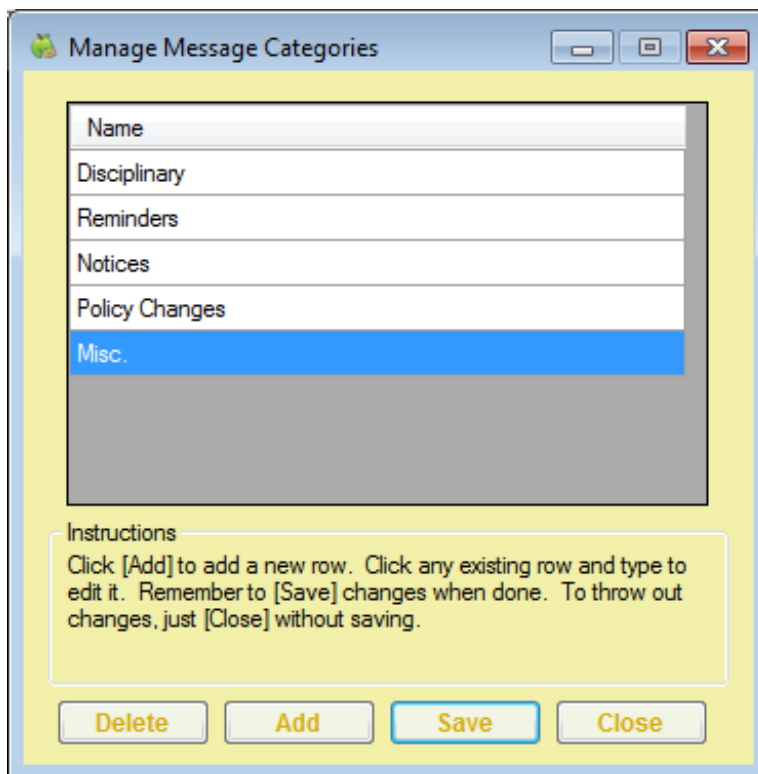 Manage Message Categories
Name
Disciplinary
Reminders
Notices
Policy Changes
Misc.
Instructions
Click [Add] to add a new row.  Click any existing row and type to
edit it.  Remember to [Save] changes when done.  To throw out
changes, just [Close] without saving.
Delete Add Save Close